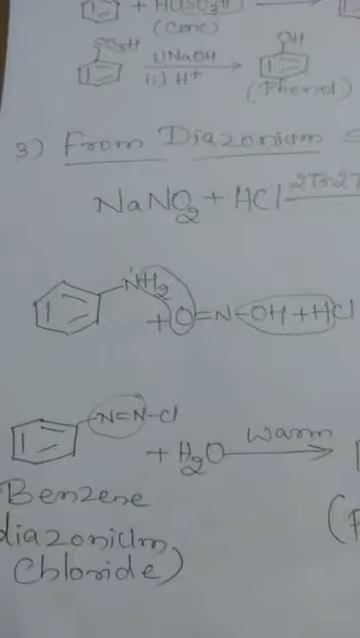 + HOSO3H
(Conc)
SO3H
i) NaOH
ii) H+
OH
(Phenol)
3) From Diazonium
NaNO2 + HCl
NH2
+ O=N-OH + HCl
-N=N-Cl
+ H2O
Warm
Benzene
diazonium
Chloride)